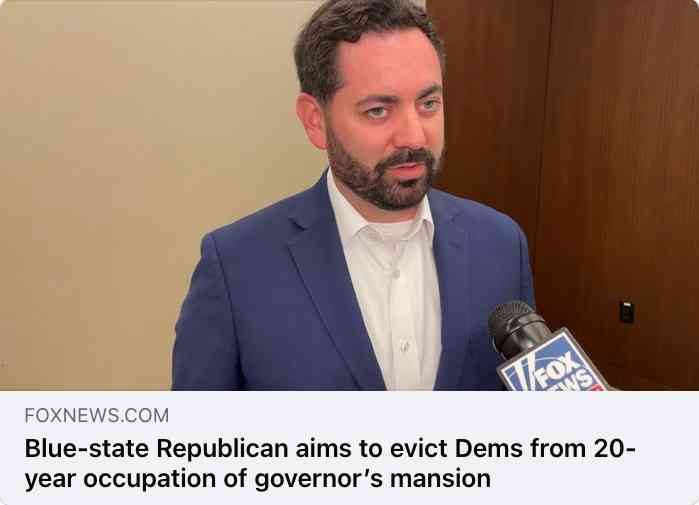 FOX
NEWS
FOXNEWS.COM
Blue-state Republican aims to evict Dems from 20-
year occupation of governor’s mansion